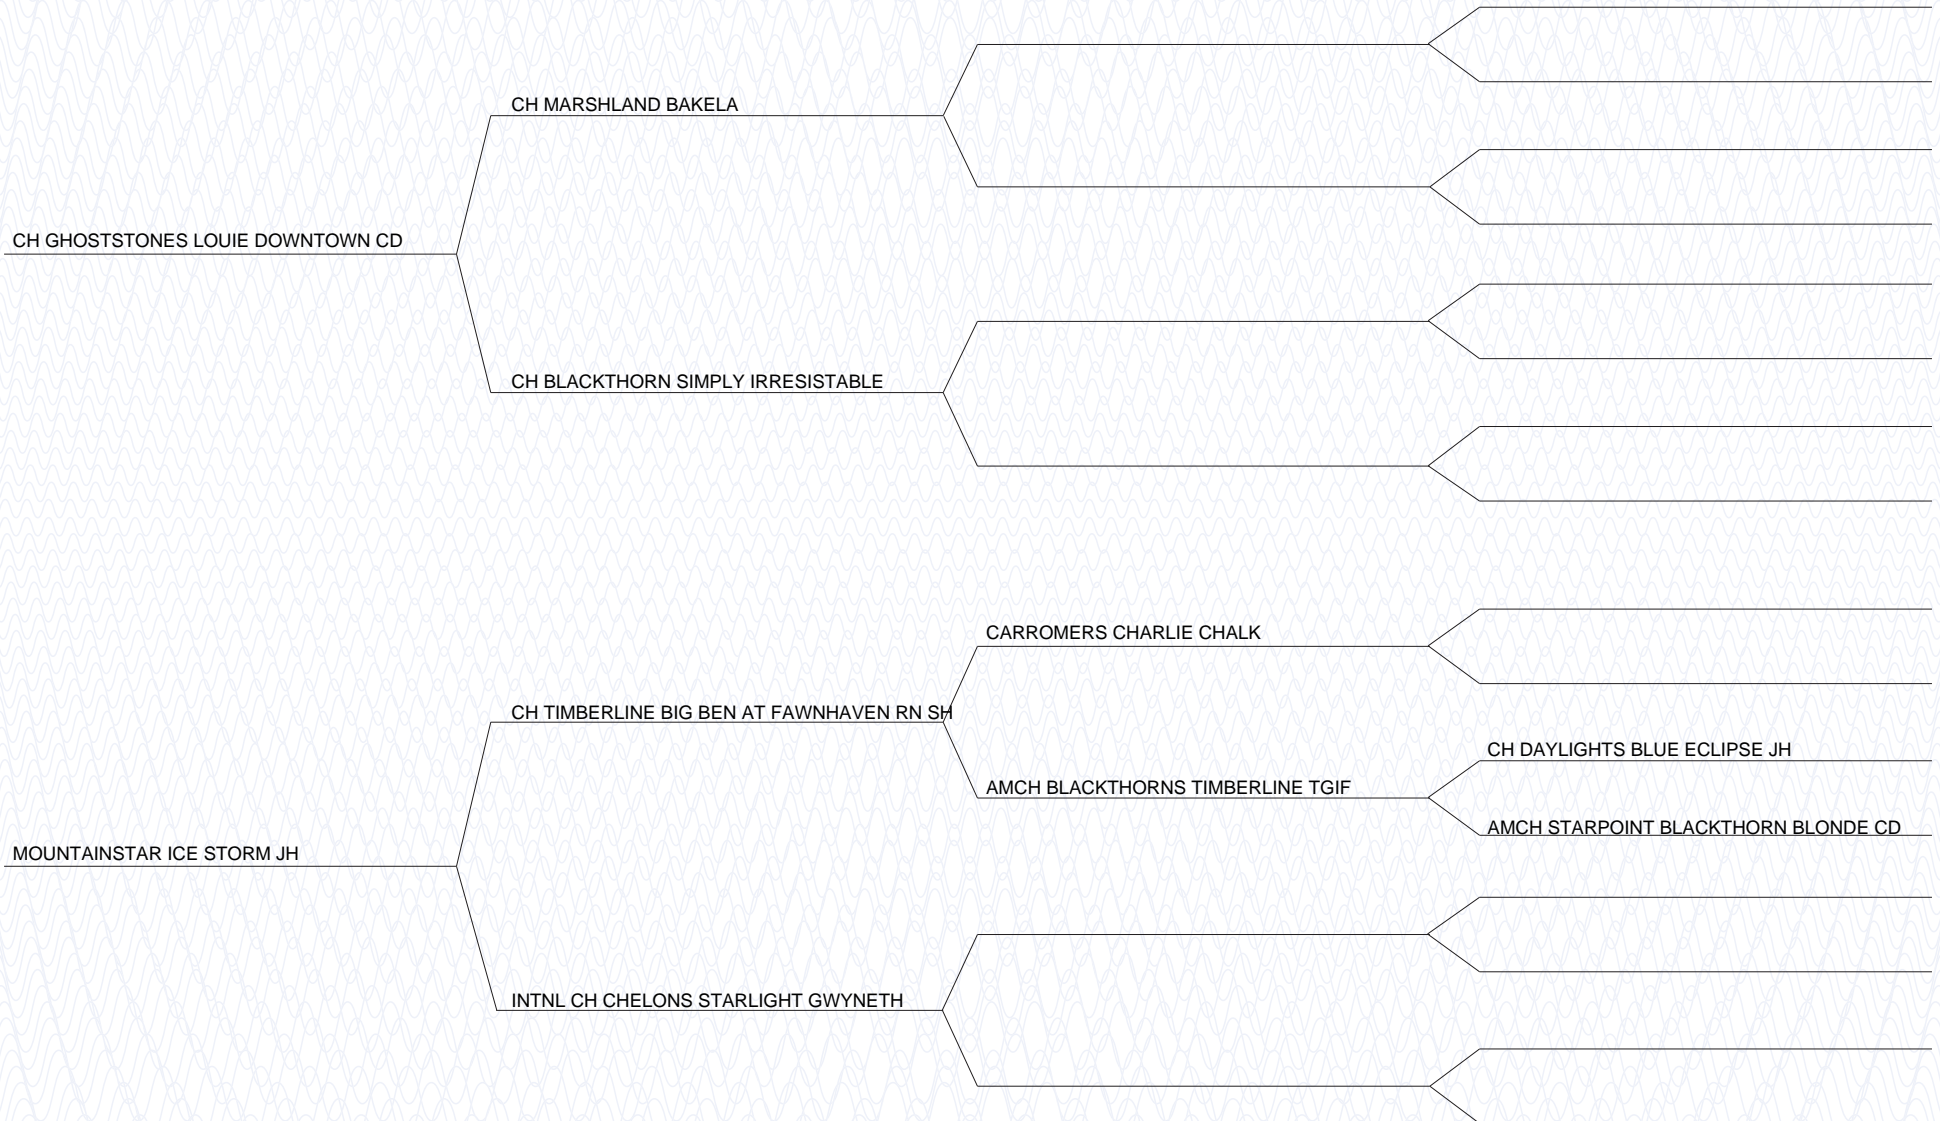 CH MARSHLAND BAKELA
CH GHOSTSTONES LOUIE DOWNTOWN CD
CH BLACKTHORN SIMPLY IRRESISTABLE
CARROMERS CHARLIE CHALK
CH TIMBERLINE BIG BEN AT FAWNHAVEN RN SH
CH DAYLIGHTS BLUE ECLIPSE JH
AMCH BLACKTHORNS TIMBERLINE TGIF
AMCH STARPOINT BLACKTHORN BLONDE CD
MOUNTAINSTAR ICE STORM JH
INTNL CH CHELONS STARLIGHT GWYNETH